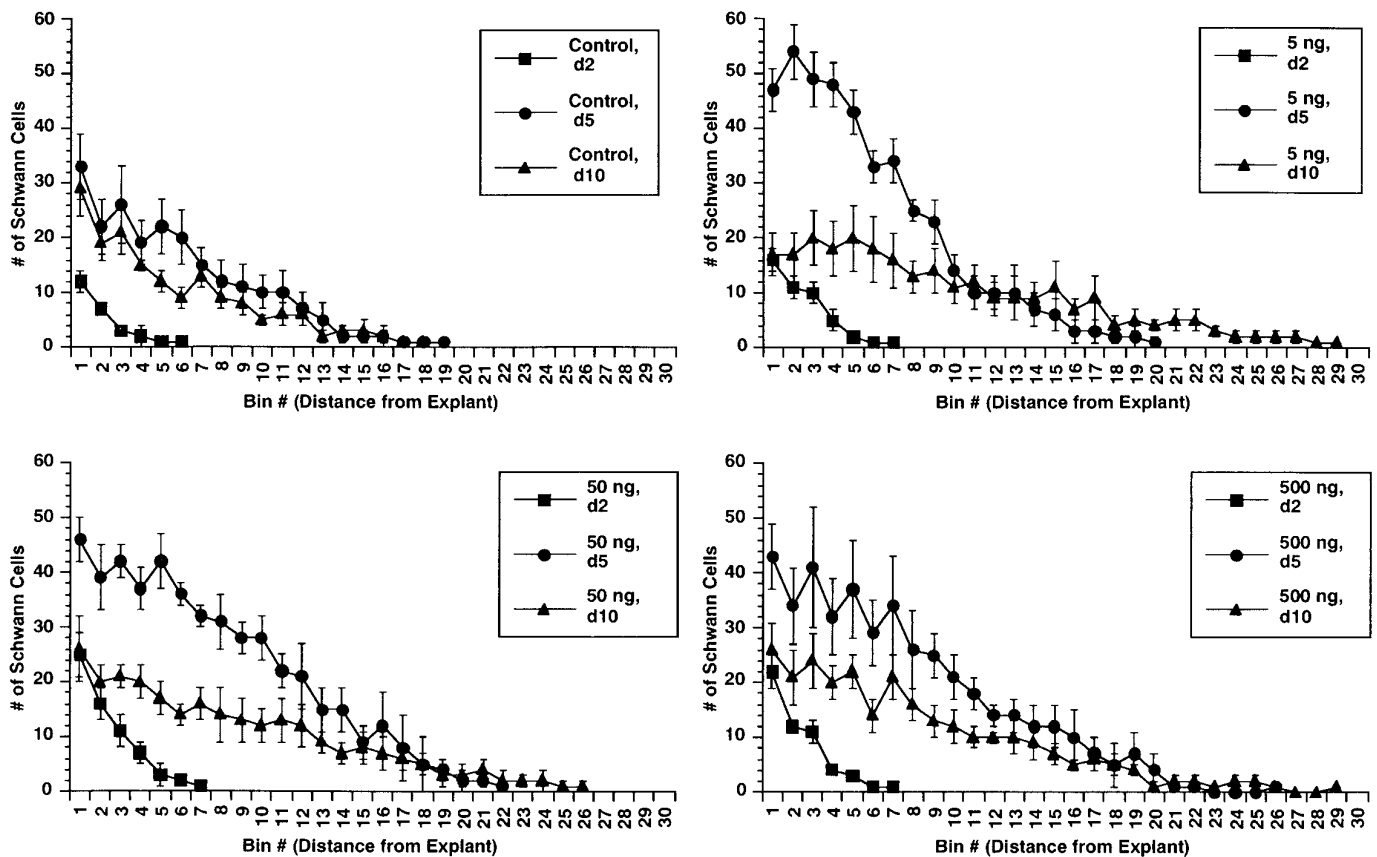 60
50
40
30
20
10
0
# of Schwann Cells
Control,
d2
Control,
d5
Control,
d10
1 2 3 4 5 6 7 8 9 10 11 12 13 14 15 16 17 18 19 20 21 22 23 24 25 26 27 28 29 30
Bin # (Distance from Explant)
60
50
40
30
20
10
0
# of Schwann Cells
5 ng,
d2
5 ng,
d5
5 ng,
d10
1 2 3 4 5 6 7 8 9 10 11 12 13 14 15 16 17 18 19 20 21 22 23 24 25 26 27 28 29 30
Bin # (Distance from Explant)
60
50
40
30
20
10
0
# of Schwann Cells
50 ng,
d2
50 ng,
d5
50 ng,
d10
1 2 3 4 5 6 7 8 9 10 11 12 13 14 15 16 17 18 19 20 21 22 23 24 25 26 27 28 29 30
Bin # (Distance from Explant)
60
50
40
30
20
10
0
# of Schwann Cells
500 ng,
d2
500 ng,
d5
500 ng,
d10
1 2 3 4 5 6 7 8 9 10 11 12 13 14 15 16 17 18 19 20 21 22 23 24 25 26 27 28 29 30
Bin # (Distance from Explant)